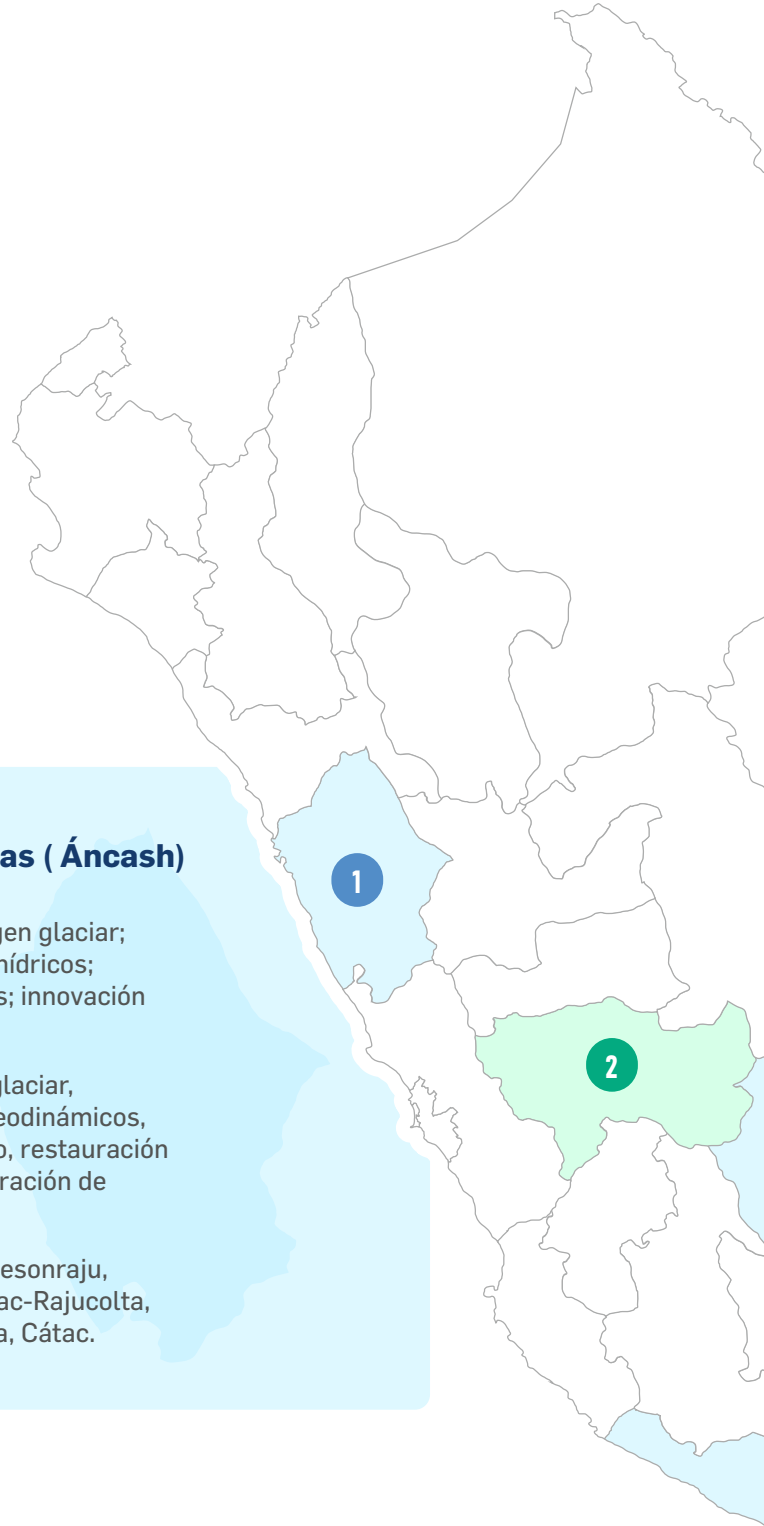 as ( Áncash)
gen glaciar;
hídricos;
s; innovación
glaciar,
eodinámicos,
o, restauración
ración de
esonraju,
ac-Rajucolta,
a, Cátac.
1
2